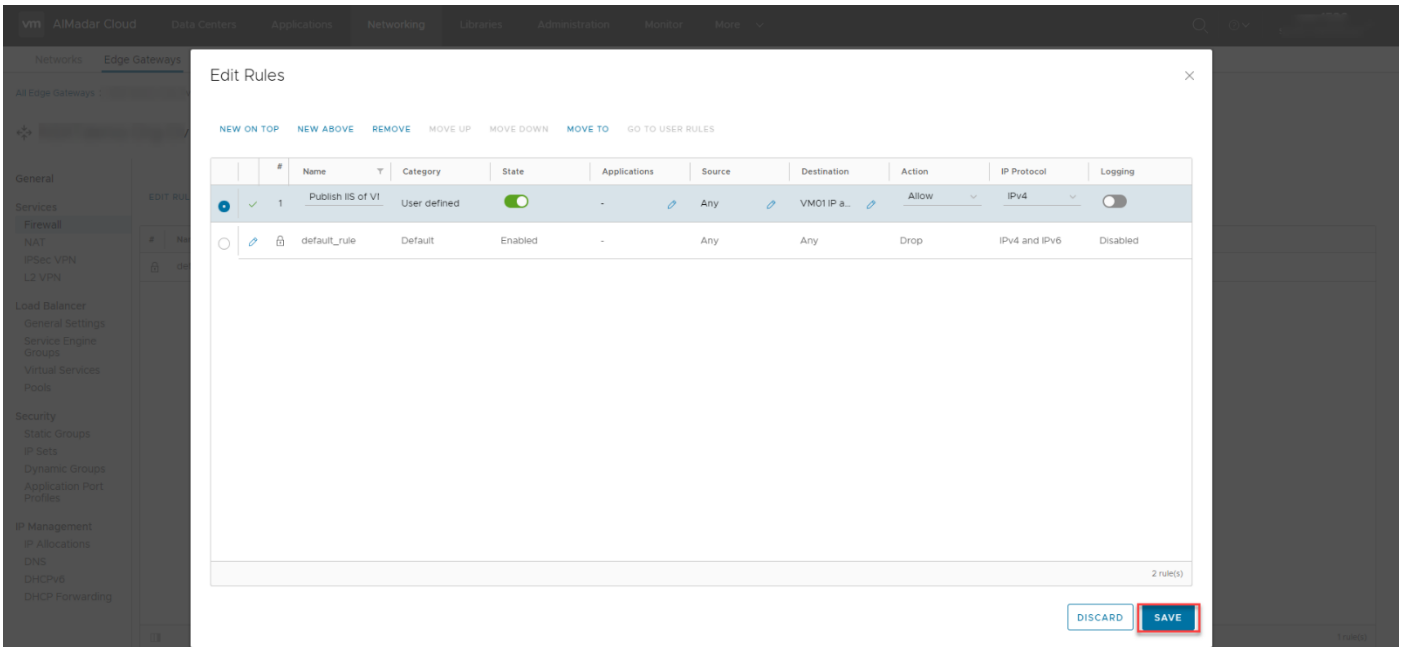 vm AlMadar Cloud Data Centers Applications Networking Libraries Administration Monitor More
Networks Edge Gateways
All Edge Gateways
Edit Rules
NEW ON TOP NEW ABOVE REMOVE MOVE UP MOVE DOWN MOVE TO GO TO USER RULES
# Name Category State Applications Source Destination Action IP Protocol Logging
1 Publish IIS of V User defined - Any VM01 IP a... Allow IPv4
default_rule Default Enabled - Any Any Drop IPv4 and IPv6 Disabled
2 rule(s)
DISCARD SAVE
General
Services
Firewall
NAT
IPSec VPN
L2 VPN
Load Balancer
General Settings
Service Engine
Groups
Virtual Services
Pools
Security
Static Groups
IP Sets
Dynamic Groups
Application Port
Profiles
IP Management
IP Allocations
DNS
DHCPv6
DHCP Forwarding
EDIT RUL
# Na
def
1 rule(s)